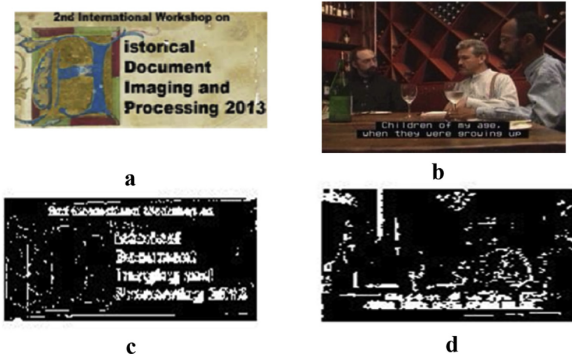 2nd International Workshop on
istorical
Document
Imaging and
Processing 2013
a
Children of my age,
when they were growing up
b
c
d